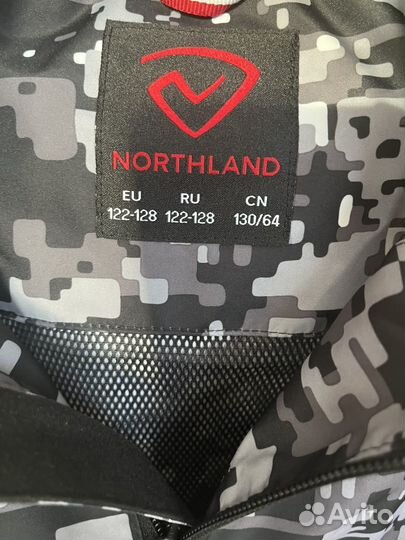 NORTHLAND
EU RU CN
122-128 122-128 130/64
Avito